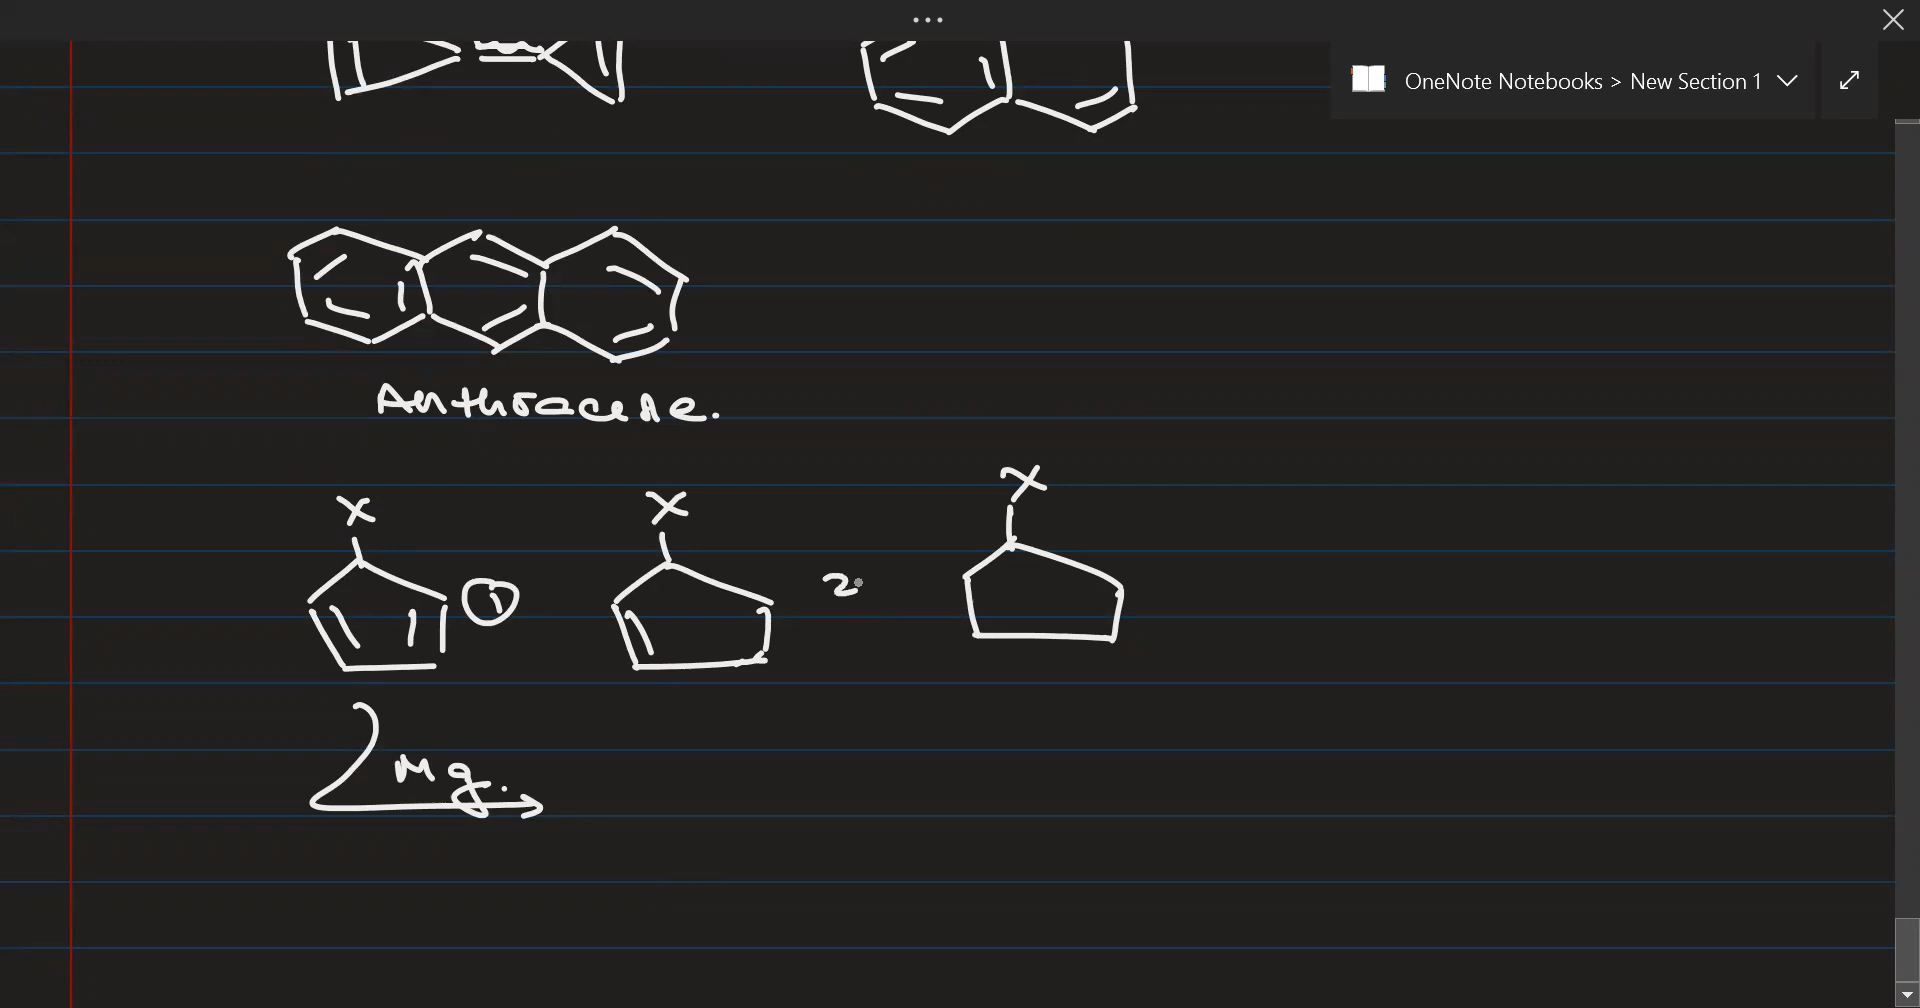 OneNote Notebooks > New Section 1
Anthracene.
X X X
1 2
Mg.